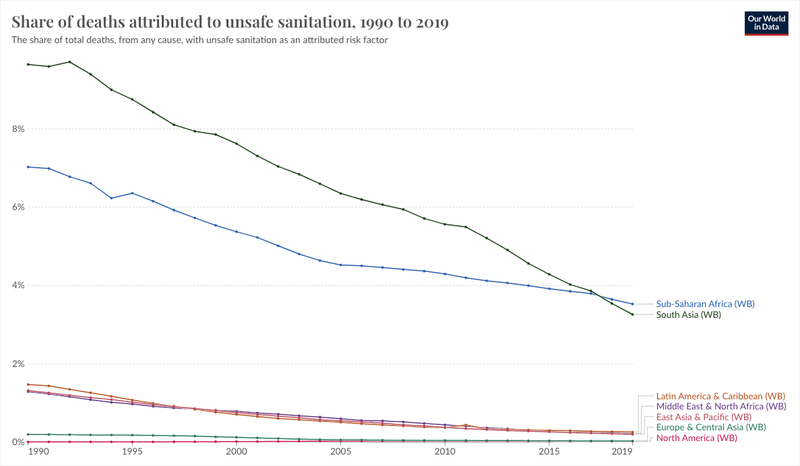 Share of deaths attributed to unsafe sanitation, 1990 to 2019
The share of total deaths, from any cause, with unsafe sanitation as an attributed risk factor
Our World
in Data
8%
6%
4%
2%
0%
1990
1995
2000
2005
2010
2015
2019
Sub-Saharan Africa (WB)
South Asia (WB)
Latin America & Caribbean (WB)
Middle East & North Africa (WB)
East Asia & Pacific (WB)
Europe & Central Asia (WB)
North America (WB)